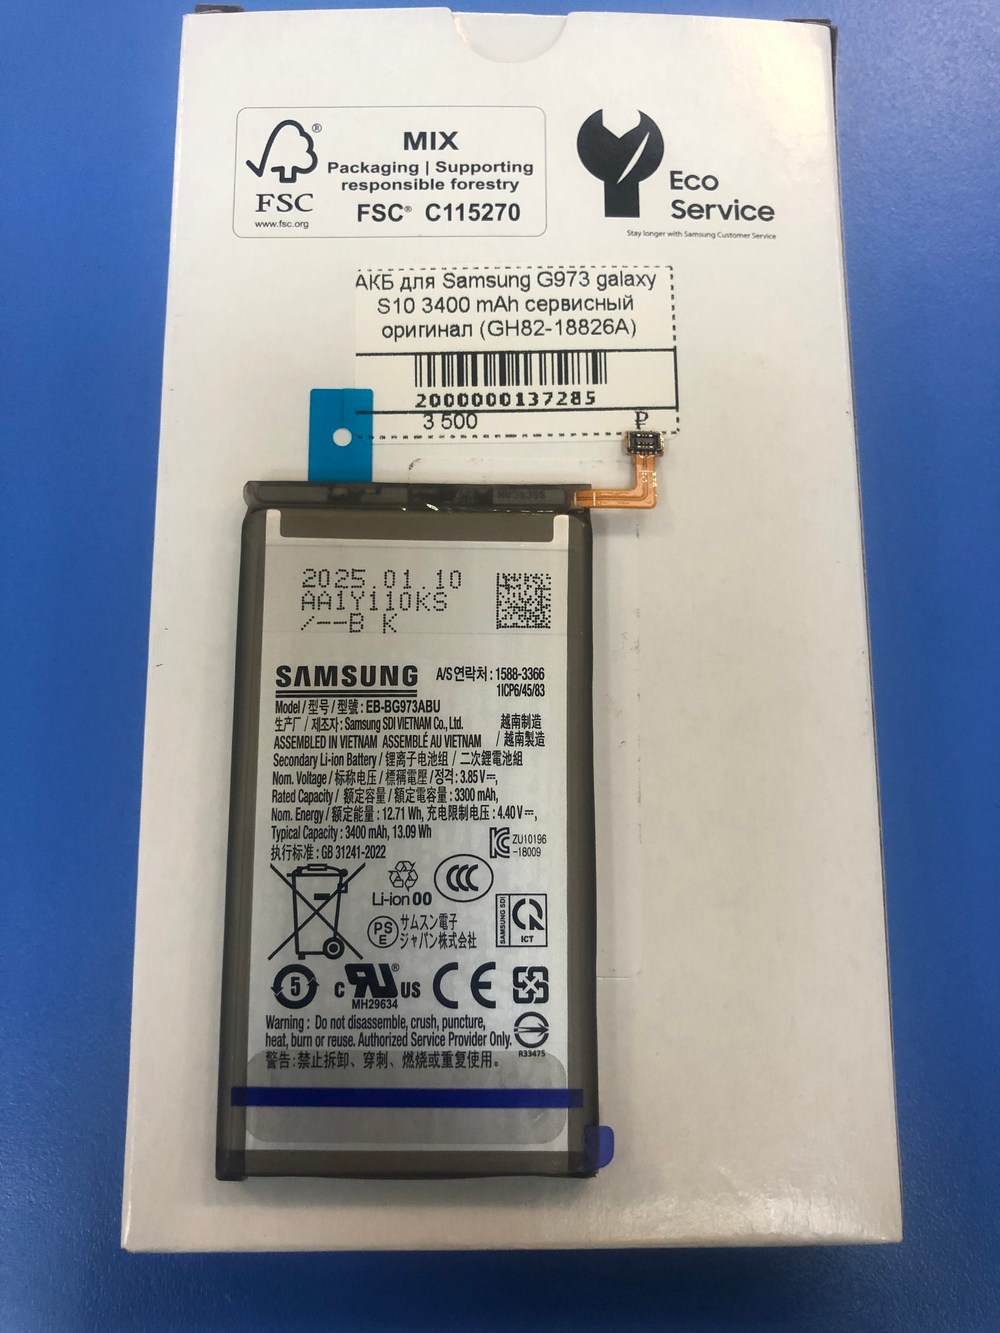 MIX
Packaging | Supporting
responsible forestry
FSC® C115270
FSC
www.fsc.org
®
Eco
Service
Stay longer with Samsung Customer Service
АКБ для Samsung G973 galaxy
S10 3400 mAh сервисный
оригинал (GH82-18826A)
2000000137285
3 500 ₽
2025.01.10
AA1Y110KS
/--B K
SAMSUNG
A/S연락처 : 1588-3366
1ICP6/45/83
Model / 型号 / 型號 : EB-BG973ABU
生产厂 / 제조자 : Samsung SDI VIETNAM Co., Ltd.
越南制造
ASSEMBLED IN VIETNAM ASSEMBLÉ AU VIETNAM / 越南製造
Secondary Li-ion Battery / 锂离子电池组 / 二次鋰電池組
Nom. Voltage / 标称电压 / 標稱電壓 / 정격 : 3.85V⎓,
Rated Capacity / 额定容量 / 額定電容量 : 3300 mAh,
Nom. Energy / 额定能量 : 12.71 Wh, 充电限制电压 : 4.40V⎓,
Typical Capacity : 3400 mAh, 13.09 Wh
执行标准 : GB 31241-2022
ZU10196
-18009
Li-ion 00
CCC
PS
E
サムスン電子
ジャパン株式会社
SAMSUNG SDI
ICT
5
c RU® US
MH29634
CE
Warning : Do not disassemble, crush, puncture,
heat, burn or reuse. Authorized Service Provider Only.
R33475
警告 : 禁止拆卸、穿刺、燃烧或重复使用。